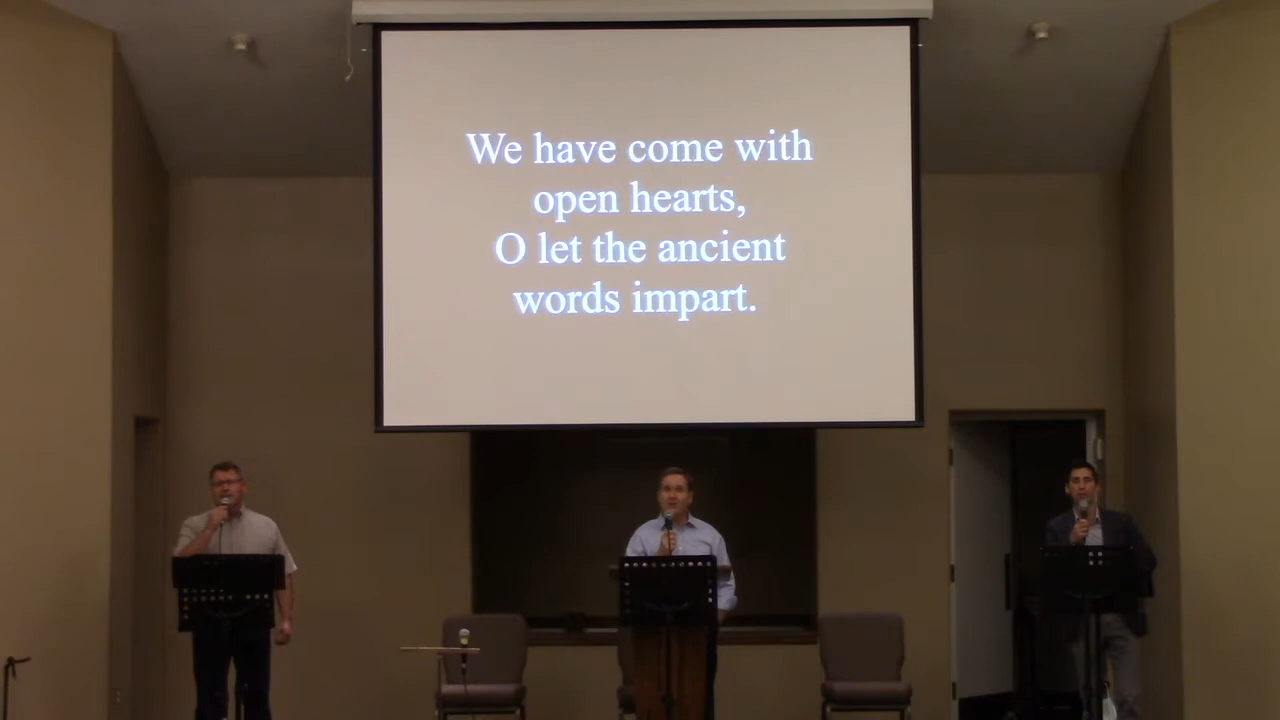 We have come with
open hearts,
O let the ancient
words impart.